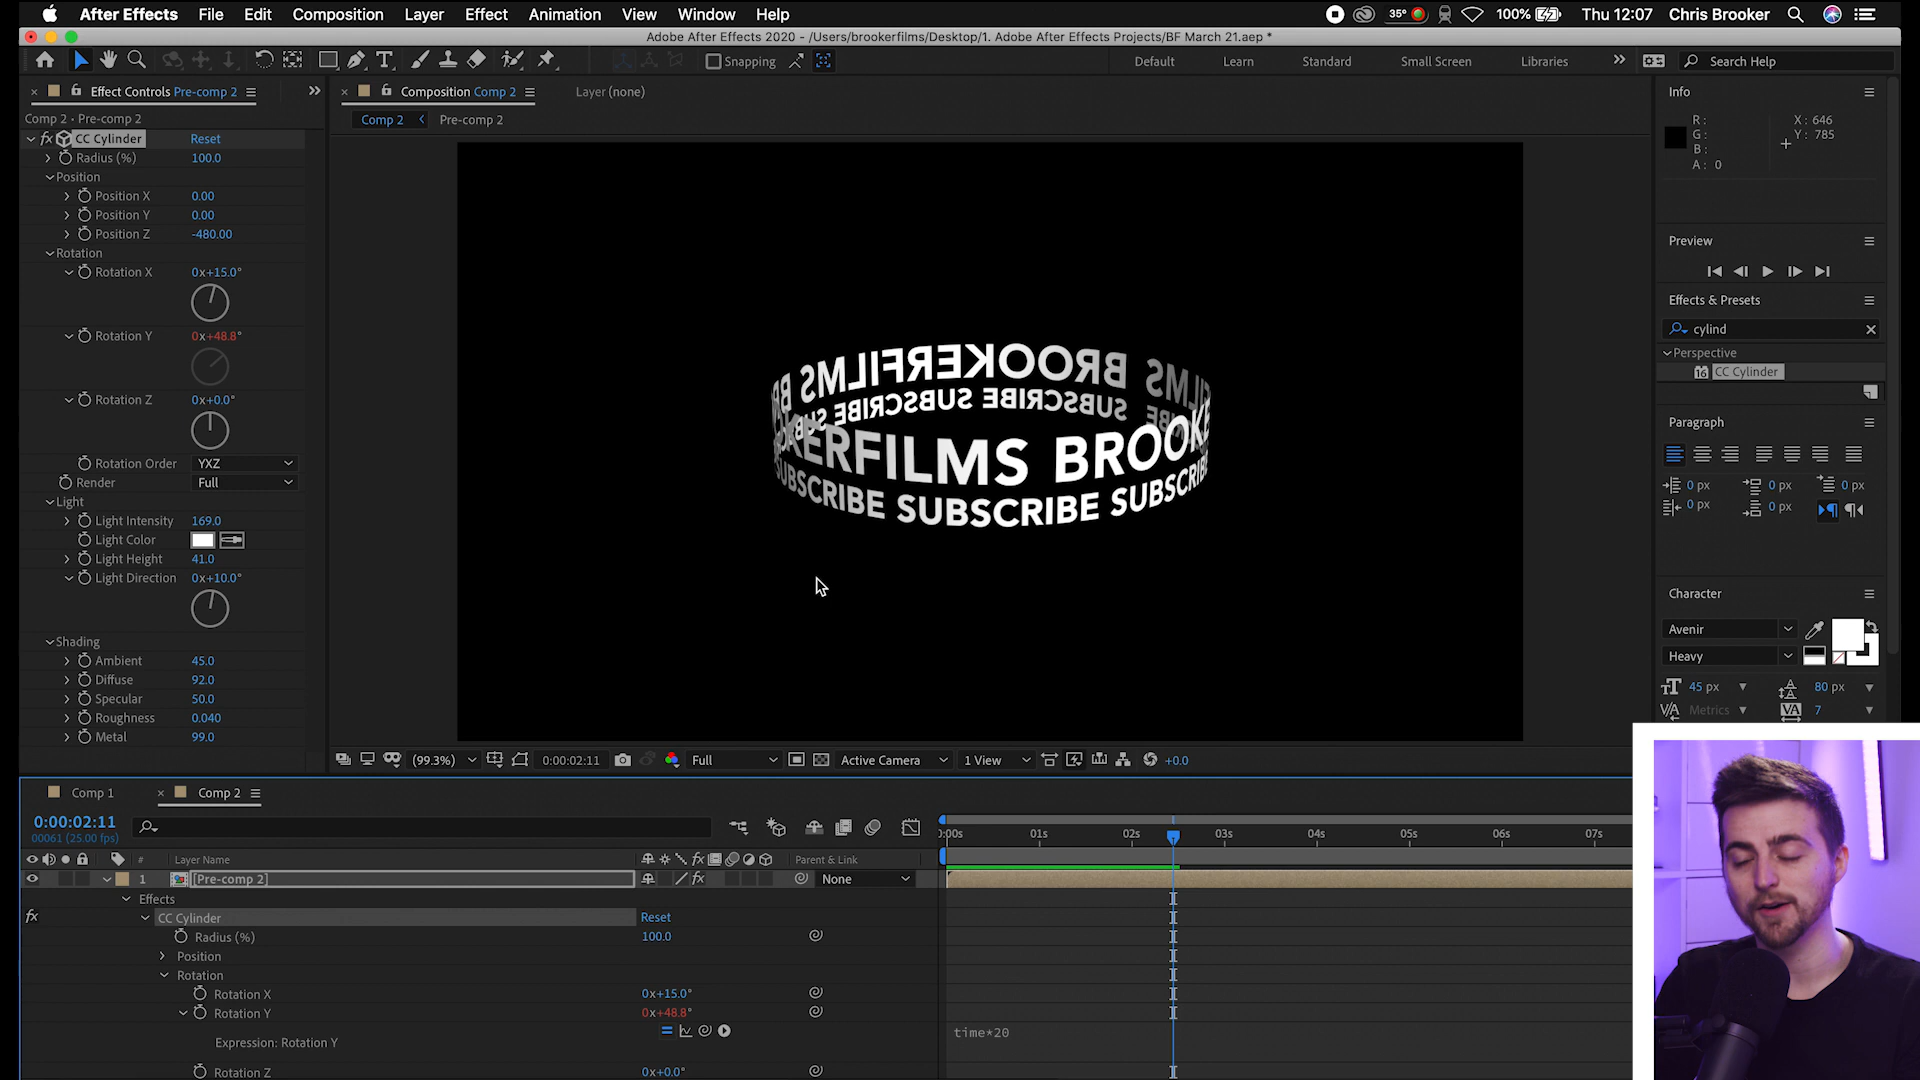 After Effects File Edit Composition Layer Effect Animation View Window Help
35° 100% Thu 12:07 Chris Brooker
Adobe After Effects 2020 - /Users/brookerfilms/Desktop/1. Adobe After Effects Projects/BF March 21.aep *
Snapping Default Learn Standard Small Screen Libraries Search Help
Effect Controls Pre-comp 2
Comp 2 • Pre-comp 2
fx CC Cylinder Reset
Radius (%) 100.0
Position
Position X 0.00
Position Y 0.00
Position Z -480.00
Rotation
Rotation X 0x+15.0°
Rotation Y 0x+48.8°
Rotation Z 0x+0.0°
Rotation Order YXZ
Render Full
Light
Light Intensity 169.0
Light Color
Light Height 41.0
Light Direction 0x+10.0°
Shading
Ambient 45.0
Diffuse 92.0
Specular 50.0
Roughness 0.040
Metal 99.0
Composition Comp 2 Layer (none)
Comp 2 Pre-comp 2
BROOKERFILMS
SUBSCRIBE SUBSCRIBE SUBSCRIBE
KERFILMS BROOKE
SUBSCRIBE SUBSCRIBE SUBSCRIBE
(99.3%) 0:00:02:11 Full Active Camera 1 View +0.0
Info
R :
G :
B :
A : 0
X : 646
Y : 785
Preview
Effects & Presets
cylind
Perspective
16 CC Cylinder
Paragraph
0 px 0 px 0 px
0 px 0 px
Character
Avenir
Heavy
45 px 80 px
Metrics 7
Comp 1 Comp 2
0:00:02:11
00061 (25.00 fps)
:00s 01s 02s 03s 04s 05s 06s 07s
# Layer Name fx Parent & Link
1 [Pre-comp 2] fx None
Effects
fx CC Cylinder Reset
Radius (%) 100.0
Position
Rotation
Rotation X 0x+15.0°
Rotation Y 0x+48.8°
Expression: Rotation Y time*20
Rotation Z 0x+0.0°